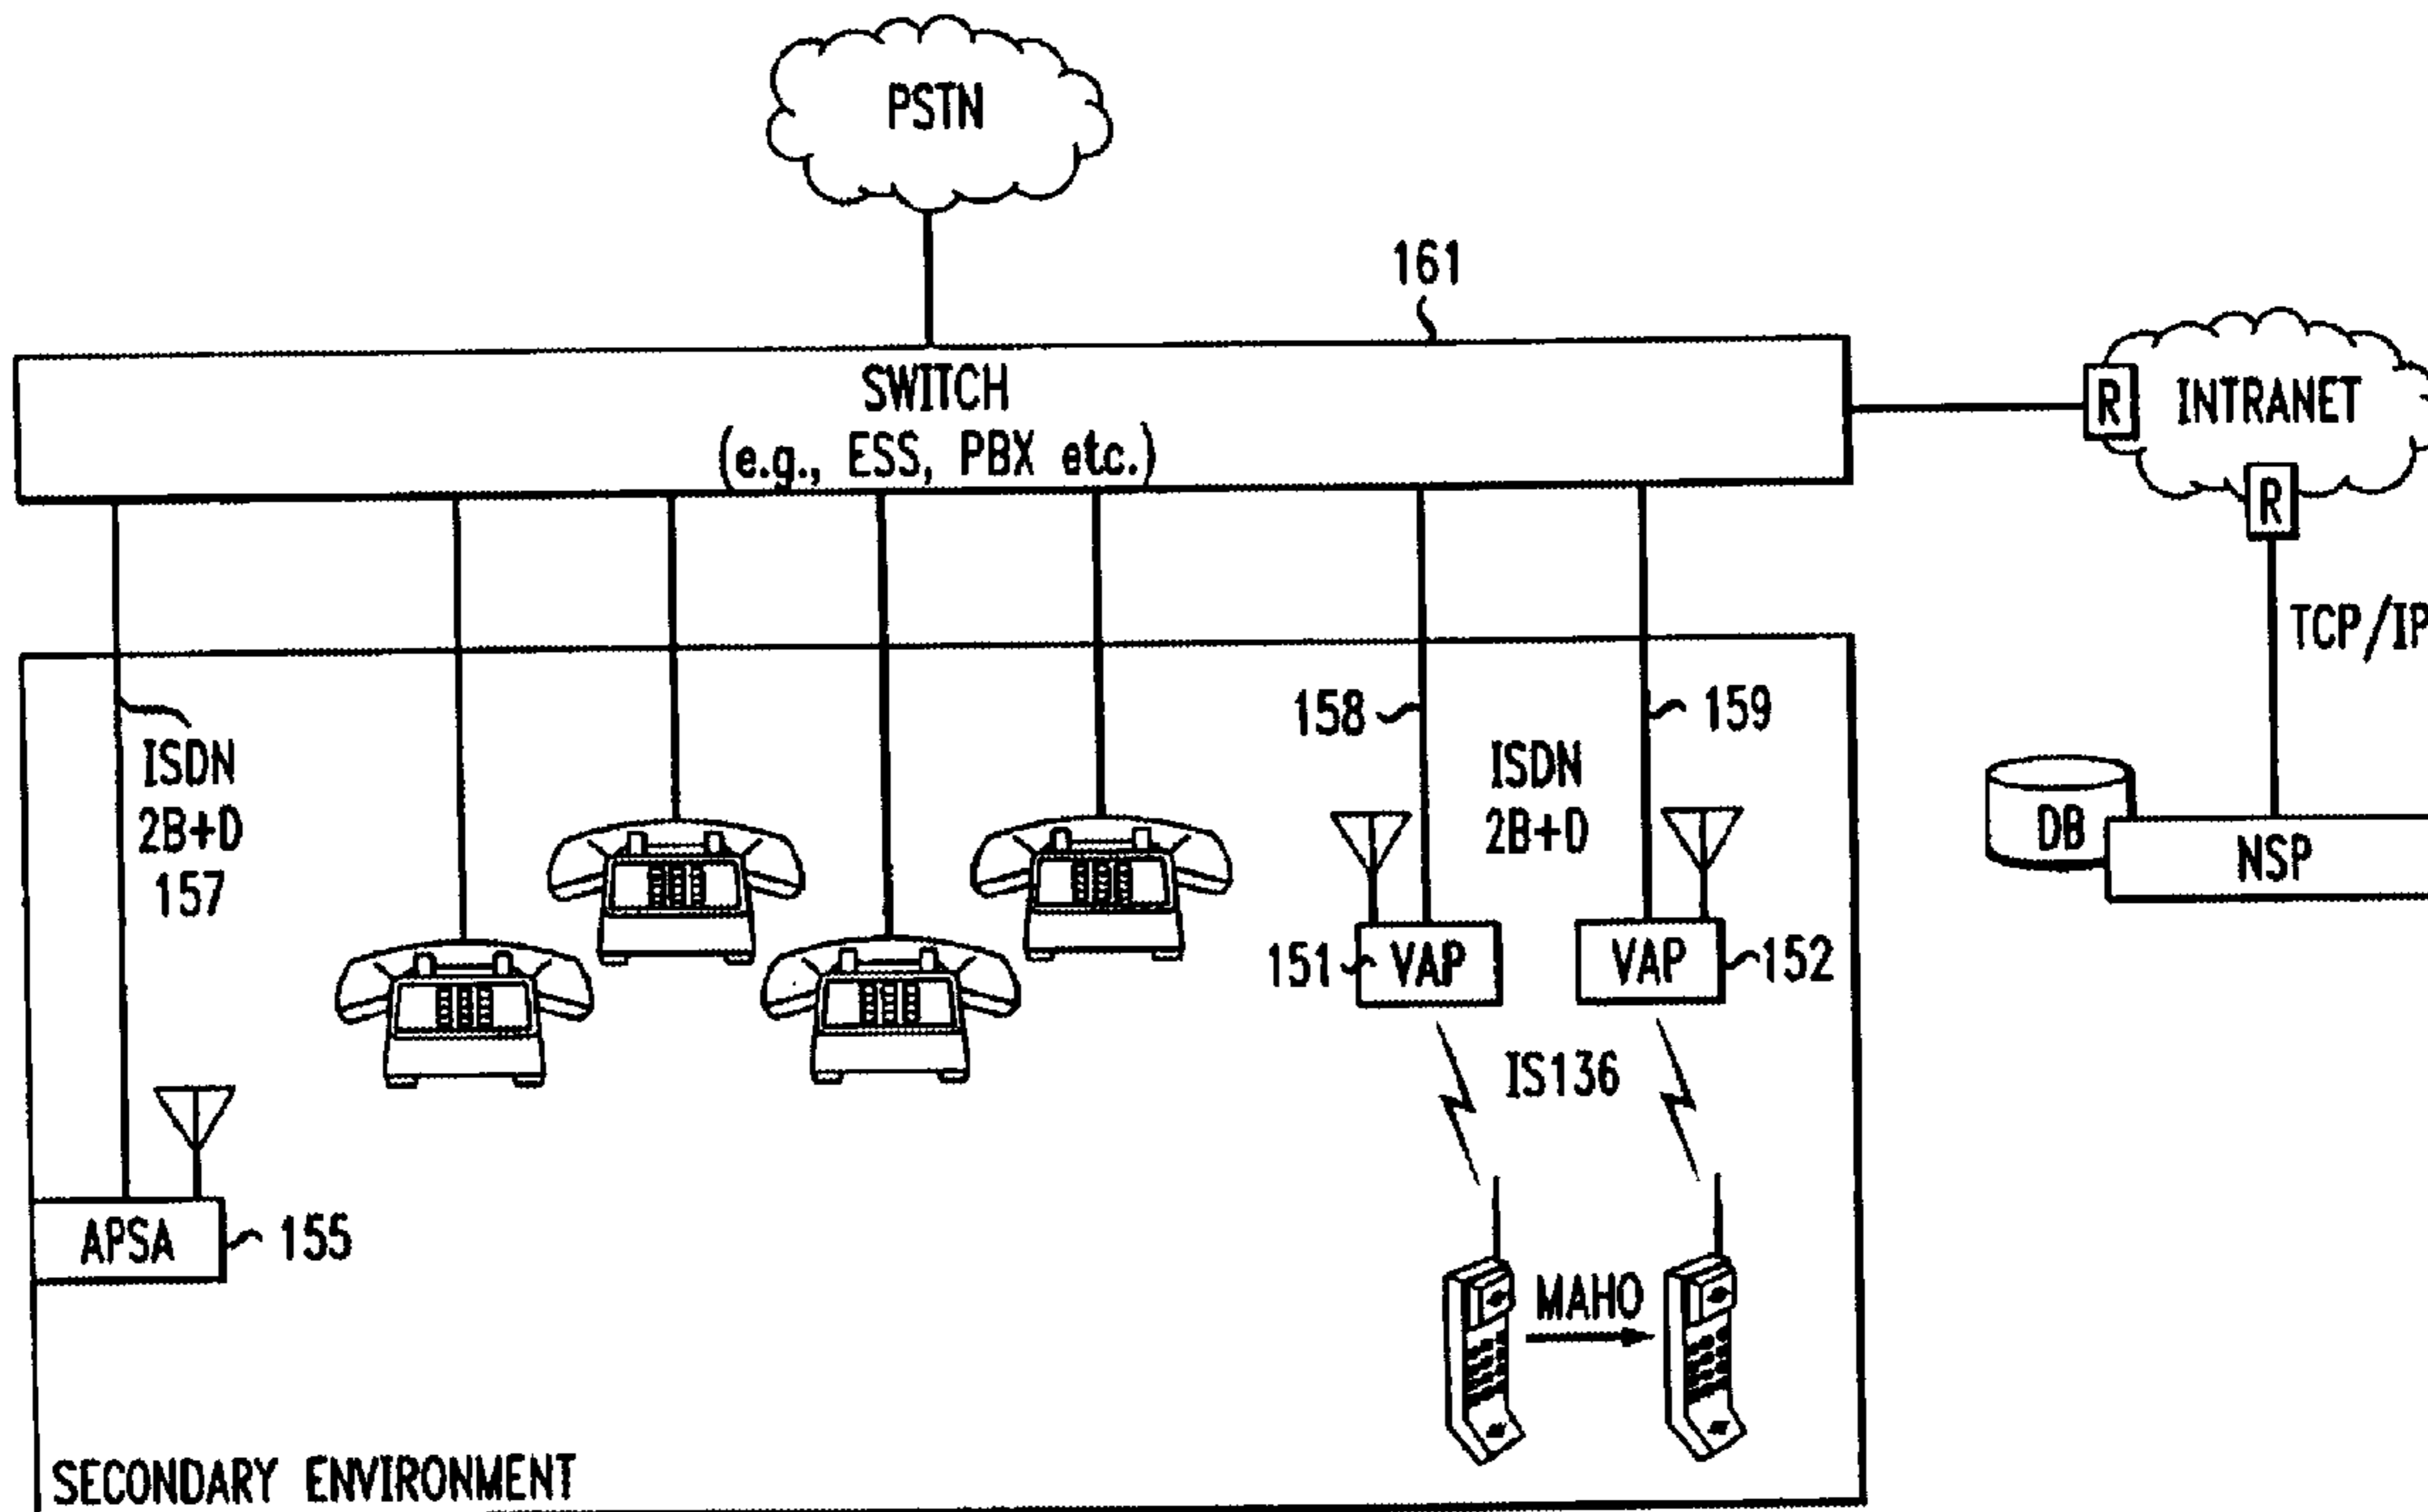 PSTN
161
SWITCH
(e.g., ESS, PBX etc.)
R
INTRANET
R
TCP/IP
ISDN
2B+D
157
158
159
ISDN
2B+D
DB
NSP
151
VAP
VAP
152
IS136
APSA
155
MAHO
SECONDARY ENVIRONMENT